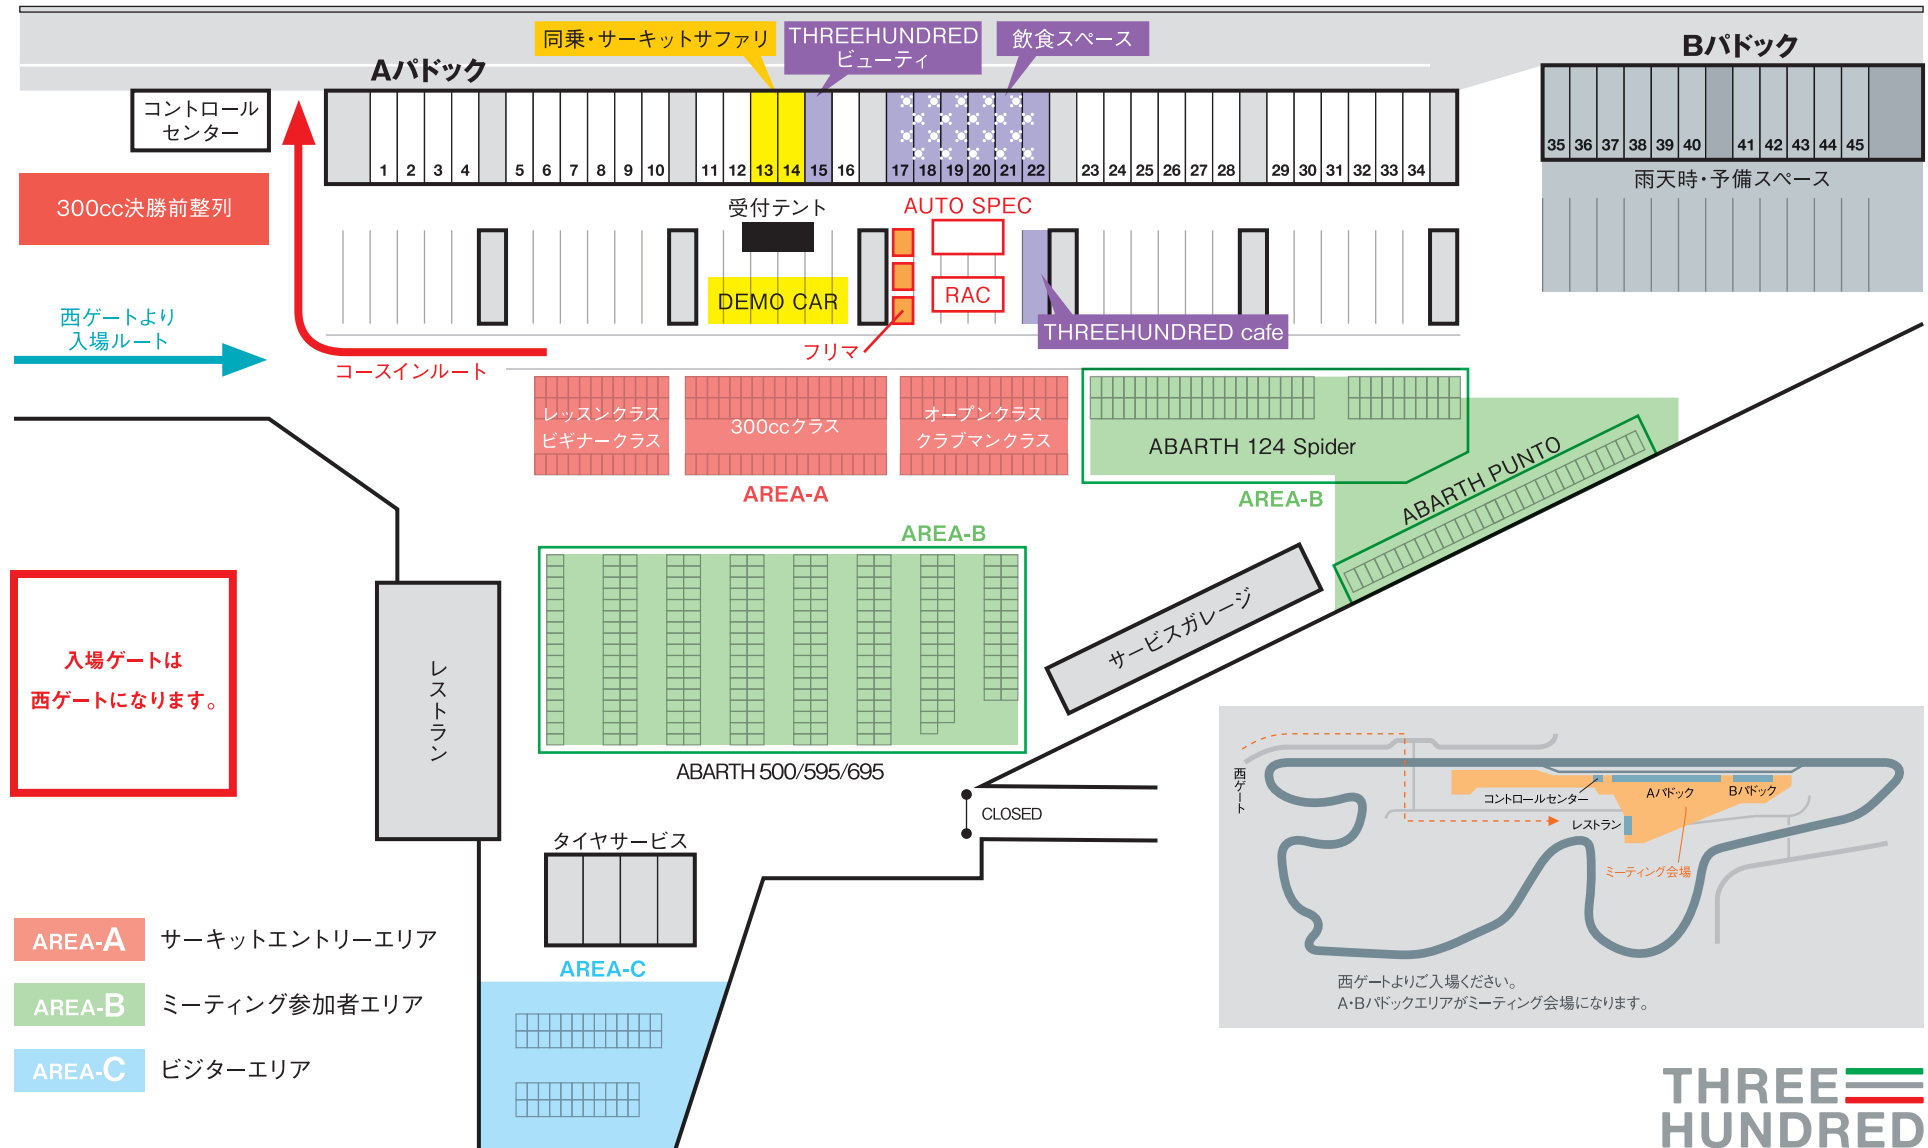 同乗・サーキットサファリ
THREEHUNDRED
ビューティ
飲食スペース
Aパドック
Bパドック
コントロール
センター
1 2 3 4 5 6 7 8 9 10 11 12 13 14 15 16 17 18 19 20 21 22 23 24 25 26 27 28 29 30 31 32 33 34
35 36 37 38 39 40 41 42 43 44 45
雨天時・予備スペース
300cc決勝前整列
受付テント
AUTO SPEC
DEMO CAR
RAC
THREEHUNDRED cafe
フリマ
西ゲートより
入場ルート
コースインルート
レッスンクラス
ビギナークラス
300ccクラス
オープンクラス
クラブマンクラス
ABARTH 124 Spider
AREA-A
AREA-B
ABARTH PUNTO
AREA-B
サービスガレージ
入場ゲートは
西ゲートになります。
レストラン
ABARTH 500/595/695
CLOSED
タイヤサービス
AREA-C
AREA-A サーキットエントリーエリア
AREA-B ミーティング参加者エリア
AREA-C ビジターエリア
西ゲート
コントロールセンター
Aパドック
Bパドック
レストラン
ミーティング会場
西ゲートよりご入場ください。
A・Bパドックエリアがミーティング会場になります。
THREE
HUNDRED